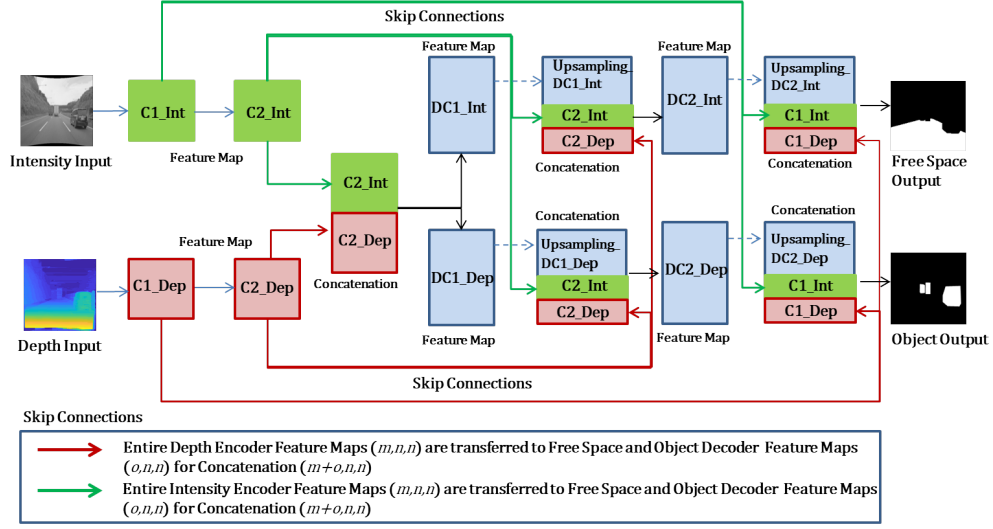 Skip Connections
Feature Map
Feature Map
C1_Int
C2_Int
DC1_Int
Upsampling_
DC1_Int
C2_Int
C2_Dep
DC2_Int
Upsampling_
DC2_Int
C1_Int
C1_Dep
Intensity Input
Feature Map
Concatenation
Concatenation
Free Space
Output
C2_Int
C2_Dep
Concatenation
Feature Map
C1_Dep
C2_Dep
Concatenation
Concatenation
DC1_Dep
Upsampling_
DC1_Dep
C2_Int
C2_Dep
DC2_Dep
Upsampling_
DC2_Dep
C1_Int
C1_Dep
Depth Input
Feature Map
Feature Map
Object Output
Skip Connections
Skip Connections
Entire Depth Encoder Feature Maps (m,n,n) are transferred to Free Space and Object Decoder Feature Maps
(o,n,n) for Concatenation (m+o,n,n)
Entire Intensity Encoder Feature Maps (m,n,n) are transferred to Free Space and Object Decoder Feature Maps
(o,n,n) for Concatenation (m+o,n,n)